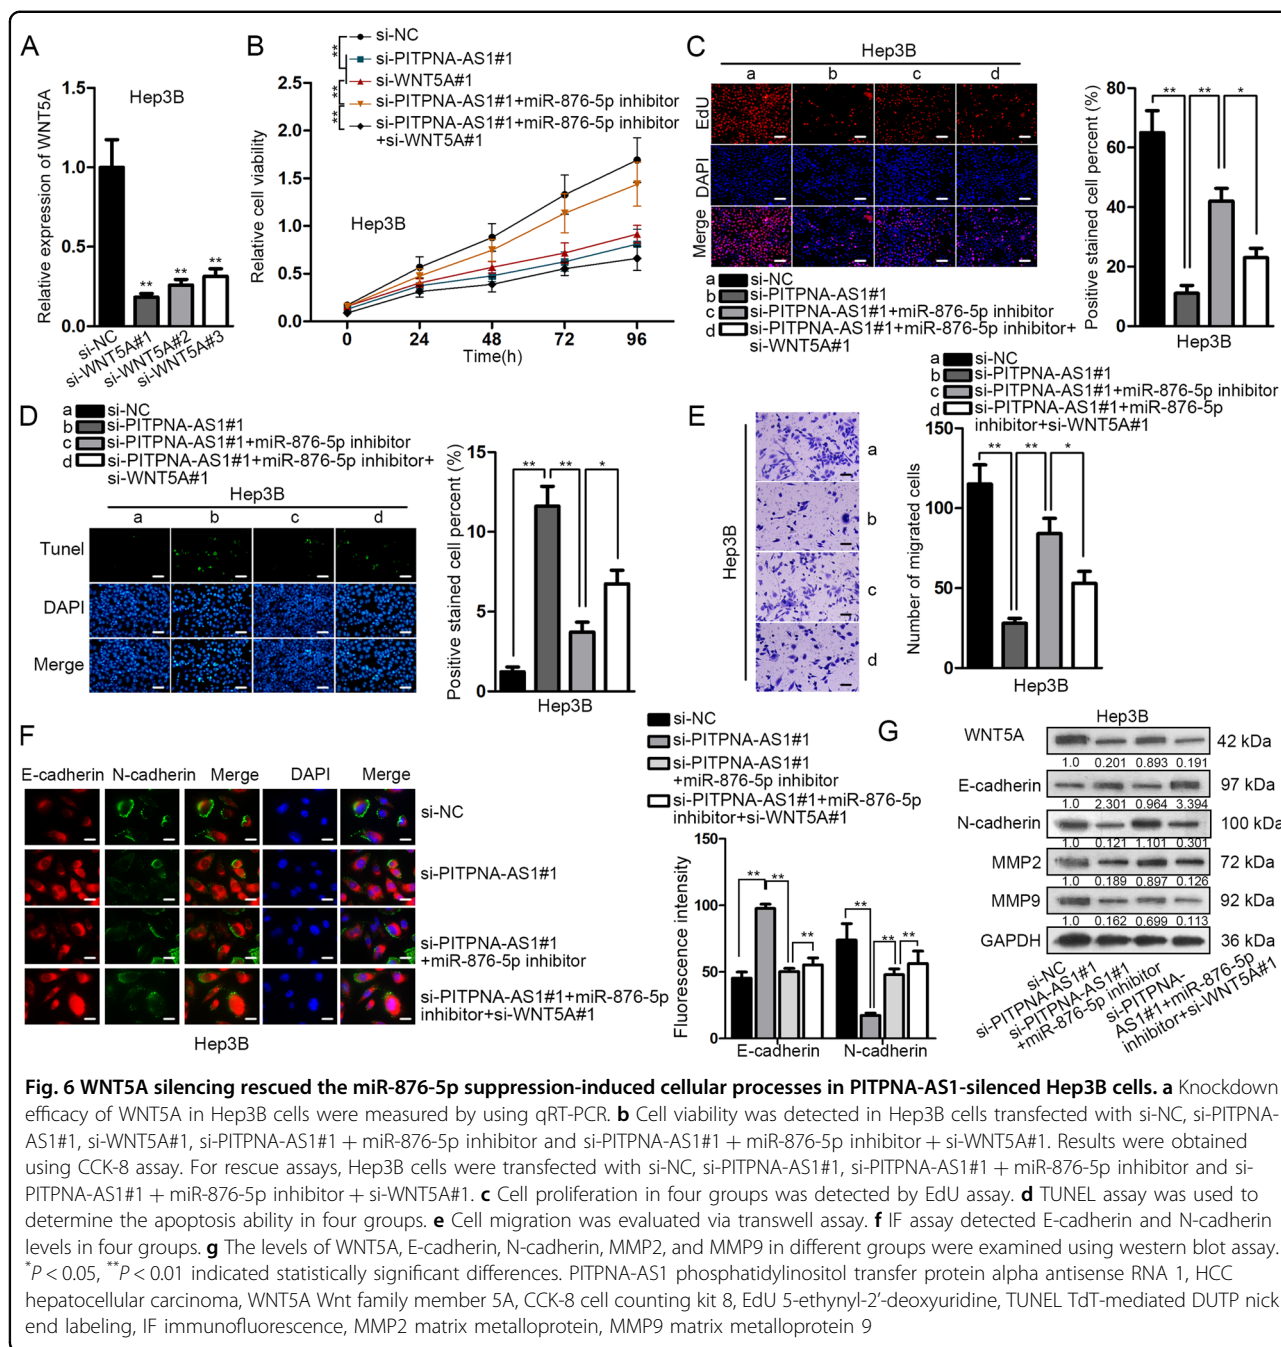 A
Hep3B
Relative expression of WNT5A
1.5
1.0
0.5
0.0
**
**
**
si-NC
si-WNT5A#1
si-WNT5A#2
si-WNT5A#3
B
si-NC
si-PITPNA-AS1#1
si-WNT5A#1
si-PITPNA-AS1#1+miR-876-5p inhibitor
si-PITPNA-AS1#1+miR-876-5p inhibitor
+si-WNT5A#1
**
**
**
Relative cell viability
2.5
2.0
1.5
1.0
0.5
0.0
Hep3B
0 24 48 72 96
Time(h)
C
Hep3B
a b c d
EdU
DAPI
Merge
a si-NC
b si-PITPNA-AS1#1
c si-PITPNA-AS1#1+miR-876-5p inhibitor
d si-PITPNA-AS1#1+miR-876-5p inhibitor+
si-WNT5A#1
Positive stained cell percent (%)
80
60
40
20
0
** ** *
Hep3B
D
a si-NC
b si-PITPNA-AS1#1
c si-PITPNA-AS1#1+miR-876-5p inhibitor
d si-PITPNA-AS1#1+miR-876-5p inhibitor+
si-WNT5A#1
Hep3B
a b c d
Tunel
DAPI
Merge
Positive stained cell percent (%)
15
10
5
0
** ** *
Hep3B
E
Hep3B
a
b
c
d
a si-NC
b si-PITPNA-AS1#1
c si-PITPNA-AS1#1+miR-876-5p inhibitor
d si-PITPNA-AS1#1+miR-876-5p
inhibitor+si-WNT5A#1
Number of migrated cells
150
100
50
0
** ** *
Hep3B
F
E-cadherin N-cadherin Merge DAPI Merge
si-NC
si-PITPNA-AS1#1
si-PITPNA-AS1#1
+miR-876-5p inhibitor
si-PITPNA-AS1#1+miR-876-5p
inhibitor+si-WNT5A#1
Hep3B
si-NC
si-PITPNA-AS1#1
si-PITPNA-AS1#1
+miR-876-5p inhibitor
si-PITPNA-AS1#1+miR-876-5p
inhibitor+si-WNT5A#1
Fluorescence intensity
150
100
50
0
** ** **
** ** **
E-cadherin N-cadherin
G
Hep3B
WNT5A 42 kDa
1.0 0.201 0.893 0.191
E-cadherin 97 kDa
1.0 2.301 0.964 3.394
N-cadherin 100 kDa
1.0 0.121 1.101 0.301
MMP2 72 kDa
1.0 0.189 0.897 0.126
MMP9 92 kDa
1.0 0.162 0.699 0.113
GAPDH 36 kDa
si-NC
si-PITPNA-AS1#1
si-PITPNA-AS1#1
+miR-876-5p inhibitor
si-PITPNA-
AS1#1+miR-876-5p
inhibitor+si-WNT5A#1
Fig. 6 WNT5A silencing rescued the miR-876-5p suppression-induced cellular processes in PITPNA-AS1-silenced Hep3B cells. a Knockdown
efficacy of WNT5A in Hep3B cells were measured by using qRT-PCR. b Cell viability was detected in Hep3B cells transfected with si-NC, si-PITPNA-
AS1#1, si-WNT5A#1, si-PITPNA-AS1#1 + miR-876-5p inhibitor and si-PITPNA-AS1#1 + miR-876-5p inhibitor + si-WNT5A#1. Results were obtained
using CCK-8 assay. For rescue assays, Hep3B cells were transfected with si-NC, si-PITPNA-AS1#1, si-PITPNA-AS1#1 + miR-876-5p inhibitor and si-
PITPNA-AS1#1 + miR-876-5p inhibitor + si-WNT5A#1. c Cell proliferation in four groups was detected by EdU assay. d TUNEL assay was used to
determine the apoptosis ability in four groups. e Cell migration was evaluated via transwell assay. f IF assay detected E-cadherin and N-cadherin
levels in four groups. g The levels of WNT5A, E-cadherin, N-cadherin, MMP2, and MMP9 in different groups were examined using western blot assay.
*P < 0.05, **P < 0.01 indicated statistically significant differences. PITPNA-AS1 phosphatidylinositol transfer protein alpha antisense RNA 1, HCC
hepatocellular carcinoma, WNT5A Wnt family member 5A, CCK-8 cell counting kit 8, EdU 5-ethynyl-2′-deoxyuridine, TUNEL TdT-mediated DUTP nick
end labeling, IF immunofluorescence, MMP2 matrix metalloprotein, MMP9 matrix metalloprotein 9